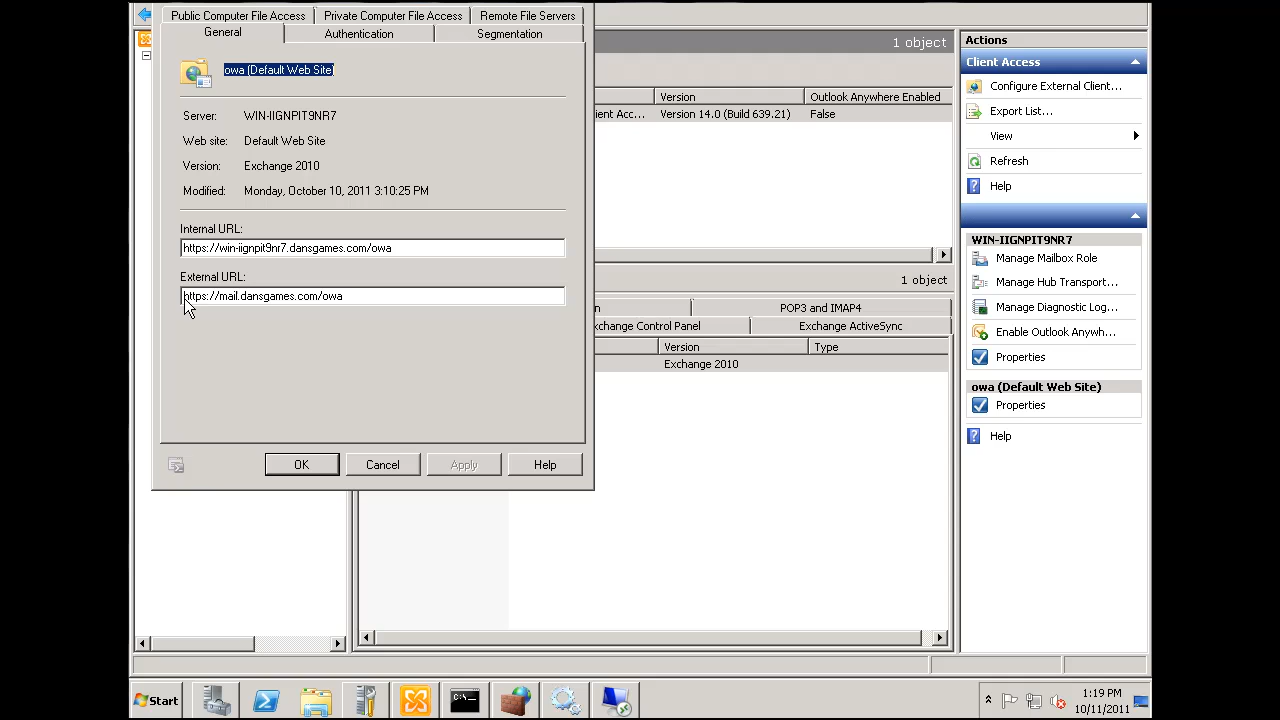 Public Computer File Access
Private Computer File Access
Remote File Servers
General
Authentication
Segmentation
owa (Default Web Site)
Server: WIN-IIGNPIT9NR7
Web site: Default Web Site
Version: Exchange 2010
Modified: Monday, October 10, 2011 3:10:25 PM
Internal URL:
https://win-iignpit9nr7.dansgames.com/owa
External URL:
https://mail.dansgames.com/owa
OK
Cancel
Apply
Help
1 object
Version
Outlook Anywhere Enabled
ient Acc...
Version 14.0 (Build 639.21)
False
1 object
n
POP3 and IMAP4
xchange Control Panel
Exchange ActiveSync
Version
Type
Exchange 2010
Actions
Client Access
Configure External Client...
Export List...
View
Refresh
Help
WIN-IIGNPIT9NR7
Manage Mailbox Role
Manage Hub Transport...
Manage Diagnostic Log...
Enable Outlook Anywh...
Properties
owa (Default Web Site)
Properties
Help
Start
C:\.
1:19 PM
10/11/2011